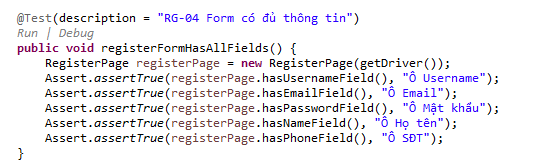 @Test(description = "RG-04 Form có đủ thông tin")
Run | Debug
public void registerFormHasAllFields() {
    RegisterPage registerPage = new RegisterPage(getDriver());
    Assert.assertTrue(registerPage.hasUsernameField(), "Ô Username");
    Assert.assertTrue(registerPage.hasEmailField(), "Ô Email");
    Assert.assertTrue(registerPage.hasPasswordField(), "Ô Mật khẩu");
    Assert.assertTrue(registerPage.hasNameField(), "Ô Họ tên");
    Assert.assertTrue(registerPage.hasPhoneField(), "Ô SĐT");
}